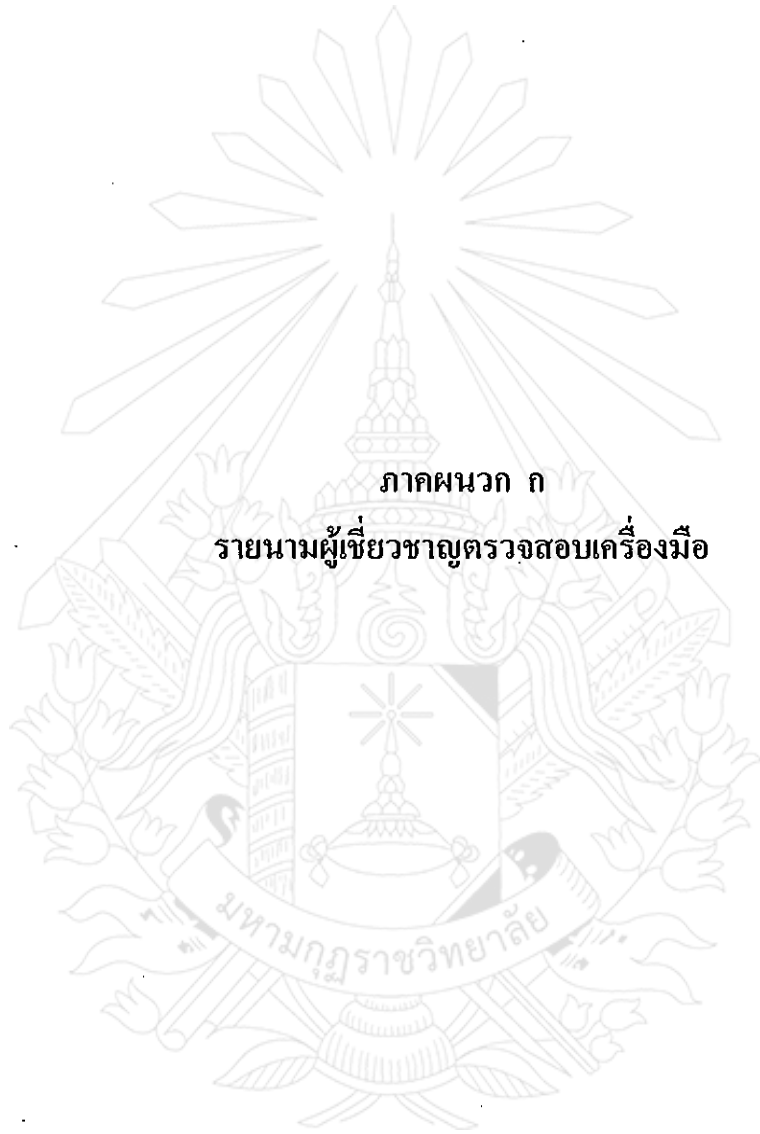 ภาคผนวก ก
รายนามผู้เชี่ยวชาญตรวจสอบเครื่องมือ
มหามกุฏราชวิทยาลัย